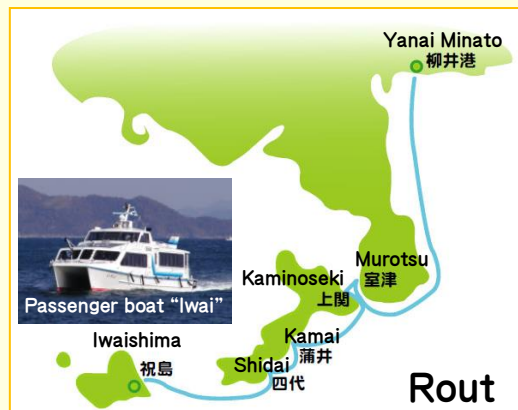 Yanai Minato
柳井港
Murotsu
室津
Kaminoseki
上関
Passenger boat “Iwai”
Kamai
蒲井
Iwaishima
祝島
Shidai
四代
Rout